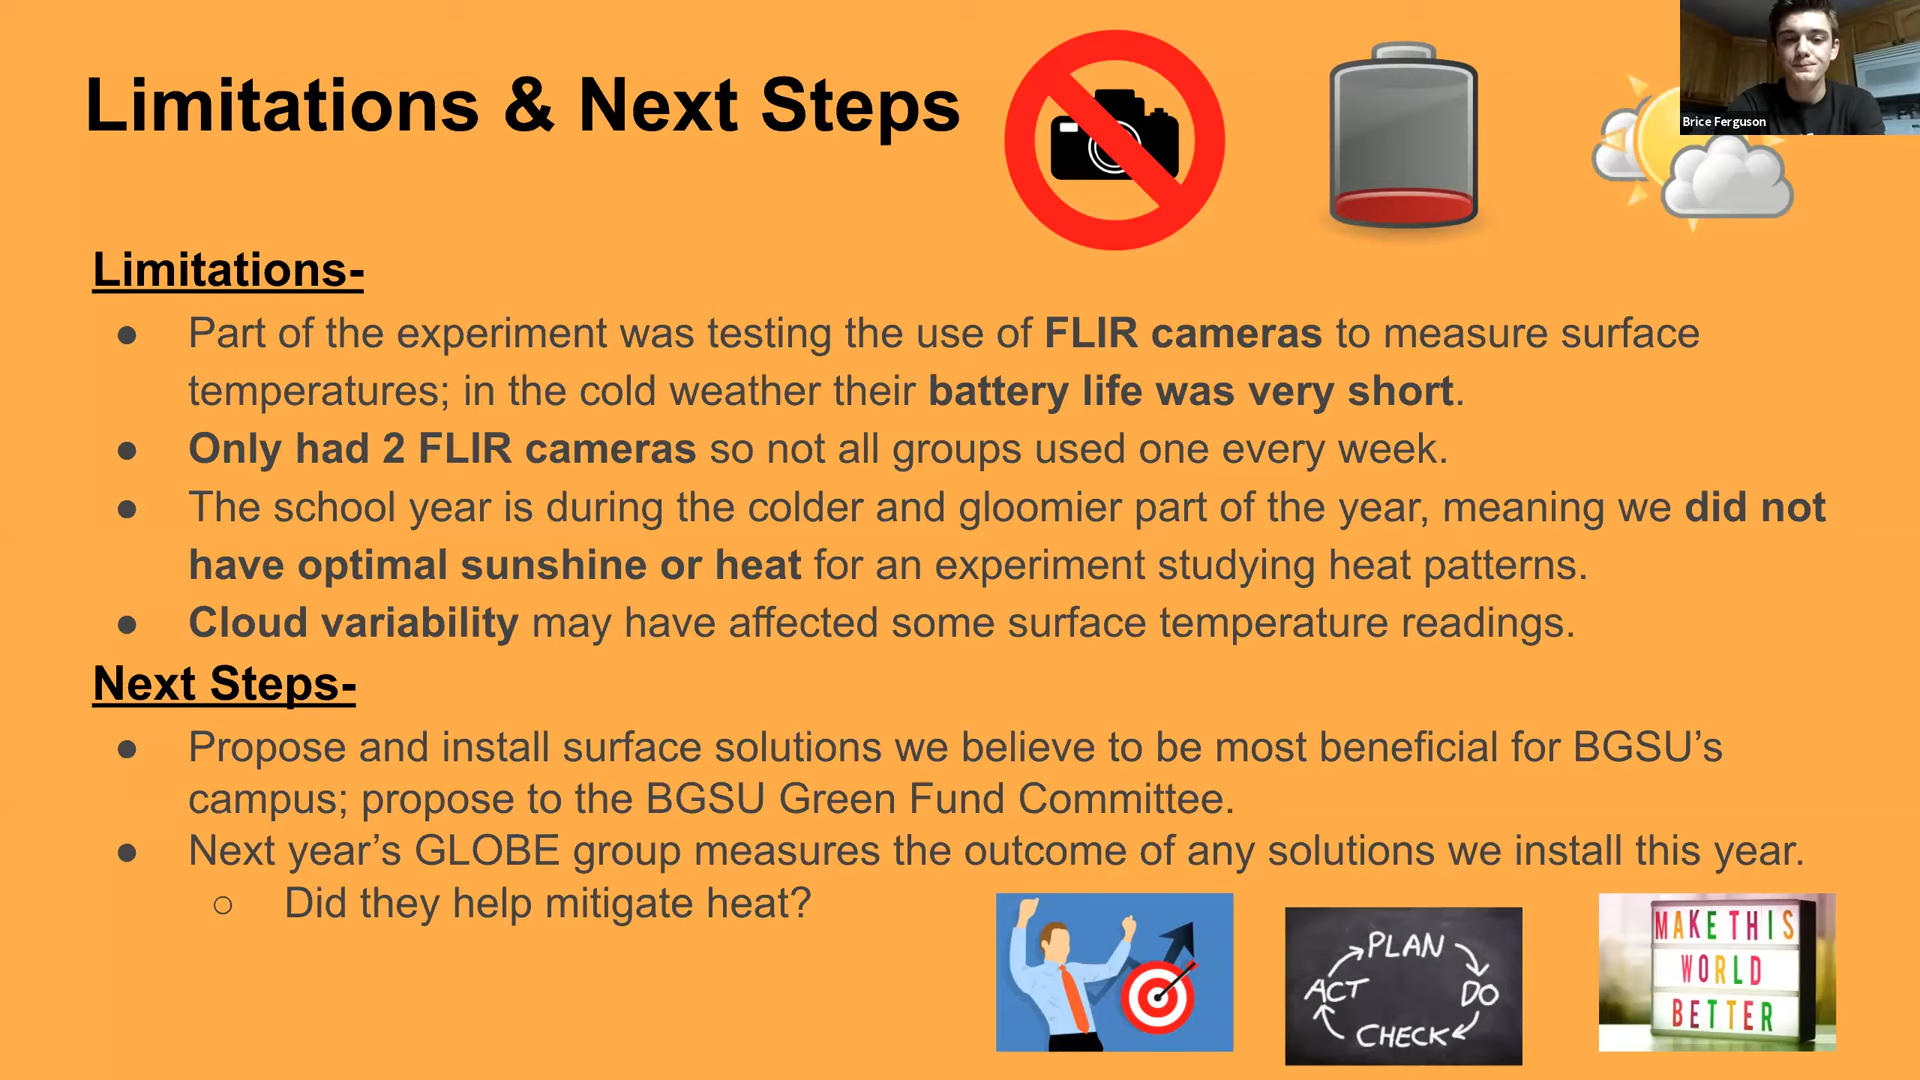 Limitations & Next Steps
Brice Ferguson
Limitations-
● Part of the experiment was testing the use of FLIR cameras to measure surface
temperatures; in the cold weather their battery life was very short.
● Only had 2 FLIR cameras so not all groups used one every week.
● The school year is during the colder and gloomier part of the year, meaning we did not
have optimal sunshine or heat for an experiment studying heat patterns.
● Cloud variability may have affected some surface temperature readings.
Next Steps-
● Propose and install surface solutions we believe to be most beneficial for BGSU’s
campus; propose to the BGSU Green Fund Committee.
● Next year’s GLOBE group measures the outcome of any solutions we install this year.
○ Did they help mitigate heat?
PLAN
DO
CHECK
ACT
MAKE THIS
WORLD
BETTER